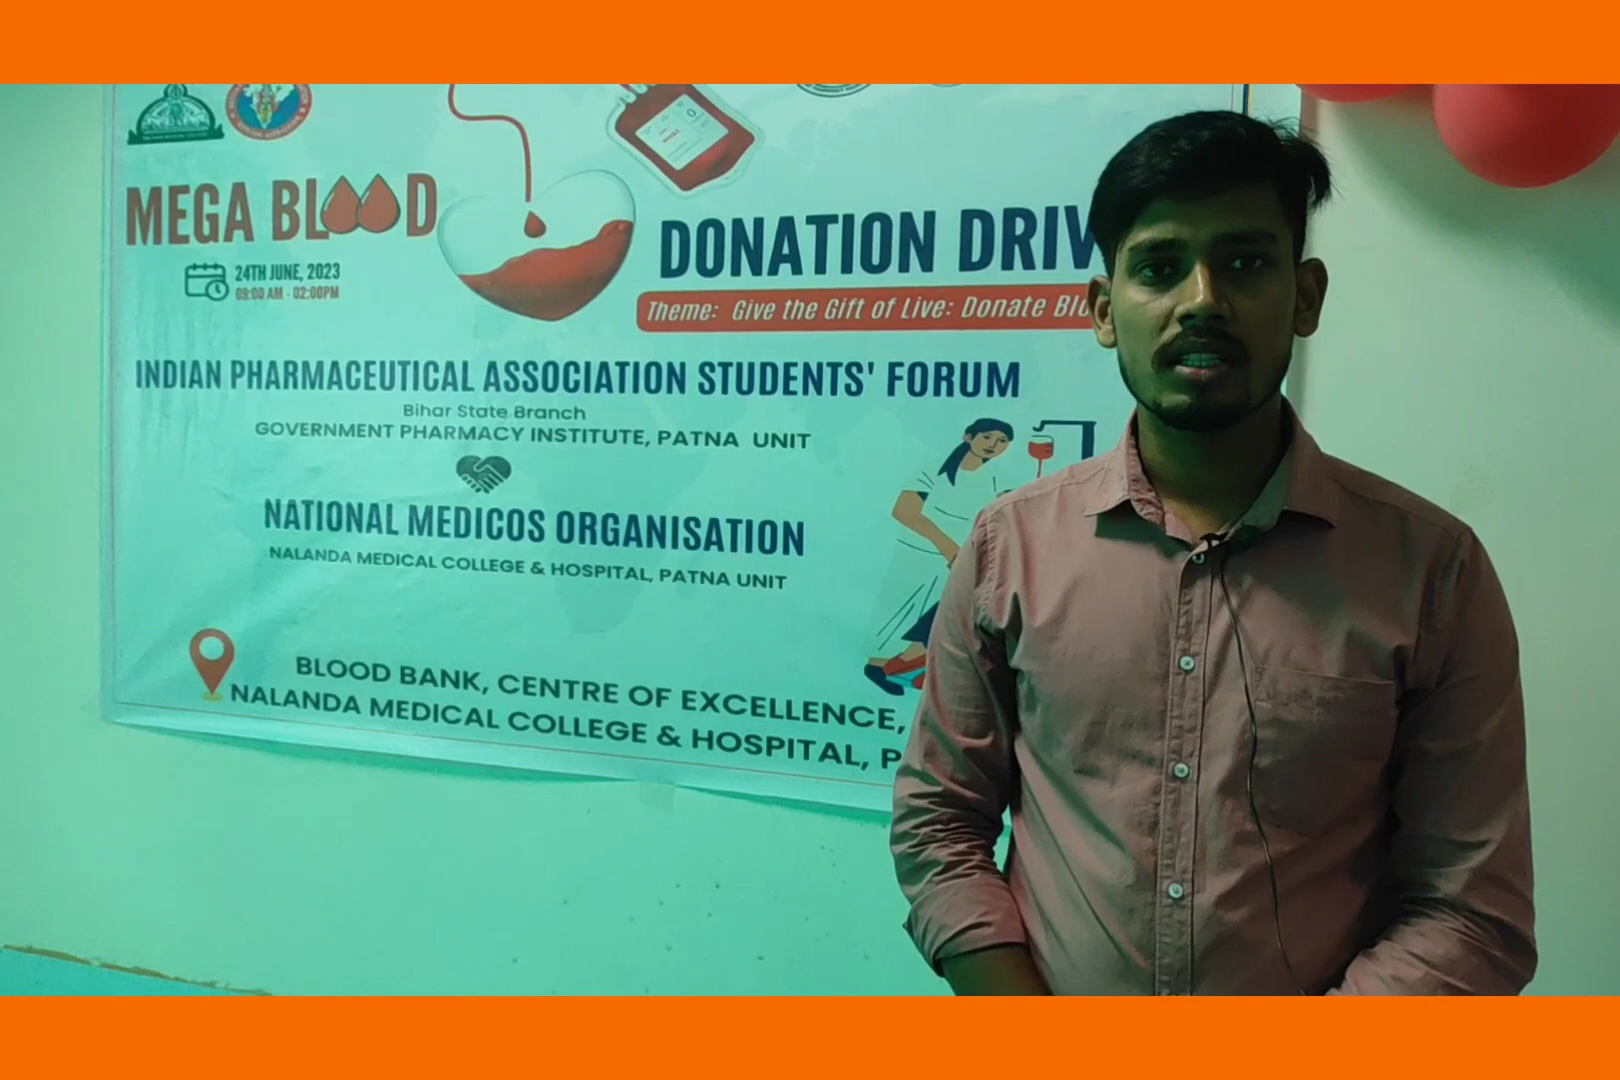 MEGA BLOOD
24TH JUNE, 2023
09:00 AM - 02:00PM
DONATION DRIV
Theme: Give the Gift of Live: Donate Blo
INDIAN PHARMACEUTICAL ASSOCIATION STUDENTS' FORUM
Bihar State Branch
GOVERNMENT PHARMACY INSTITUTE, PATNA UNIT
NATIONAL MEDICOS ORGANISATION
NALANDA MEDICAL COLLEGE & HOSPITAL, PATNA UNIT
BLOOD BANK, CENTRE OF EXCELLENCE,
NALANDA MEDICAL COLLEGE & HOSPITAL, P